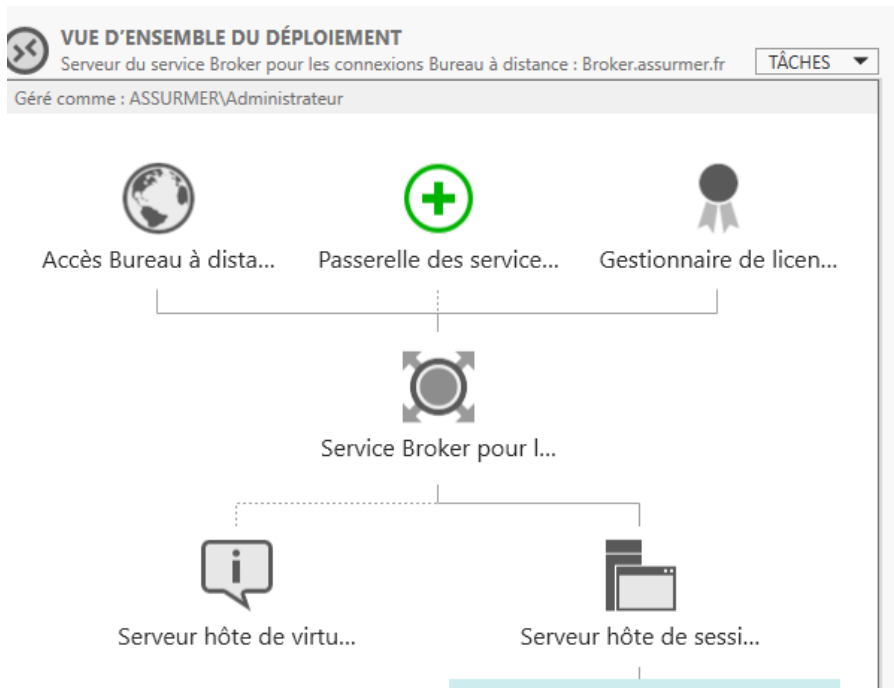 VUE D'ENSEMBLE DU DÉPLOIEMENT
Serveur du service Broker pour les connexions Bureau à distance : Broker.assurmer.fr
TÂCHES
Géré comme : ASSURMER\Administrateur
Accès Bureau à dista...
Passerelle des service...
Gestionnaire de licen...
Service Broker pour l...
Serveur hôte de virtu...
Serveur hôte de sessi...